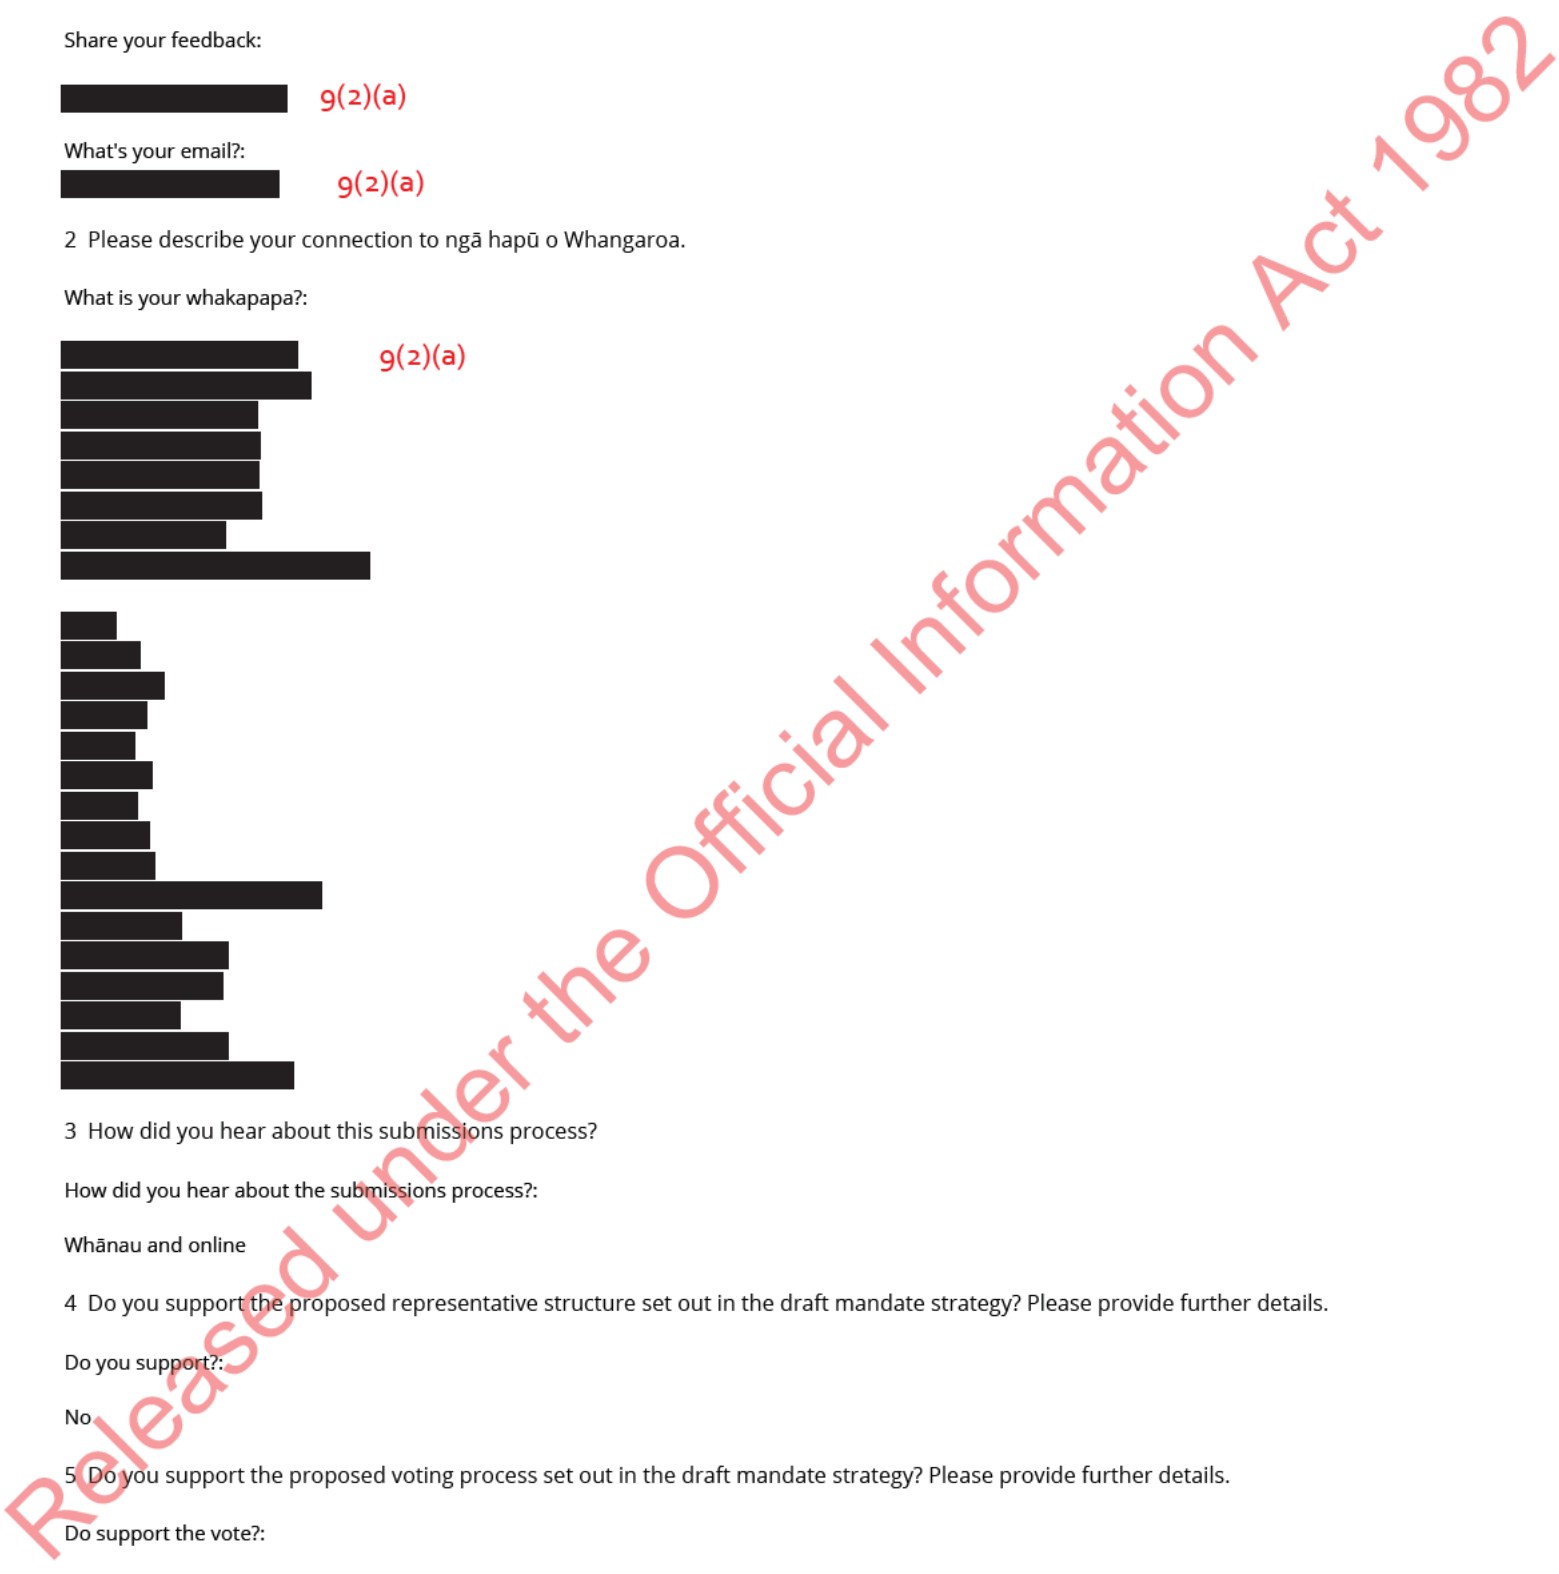 Share your feedback:
9(2)(a)
What's your email?:
9(2)(a)
2 Please describe your connection to ngā hapū o Whangaroa.
What is your whakapapa?:
9(2)(a)
3 How did you hear about this submissions process?
How did you hear about the submissions process?:
Whānau and online
4 Do you support the proposed representative structure set out in the draft mandate strategy? Please provide further details.
Do you support?:
No
5 Do you support the proposed voting process set out in the draft mandate strategy? Please provide further details.
Do support the vote?:
Released under the Official Information Act 1982